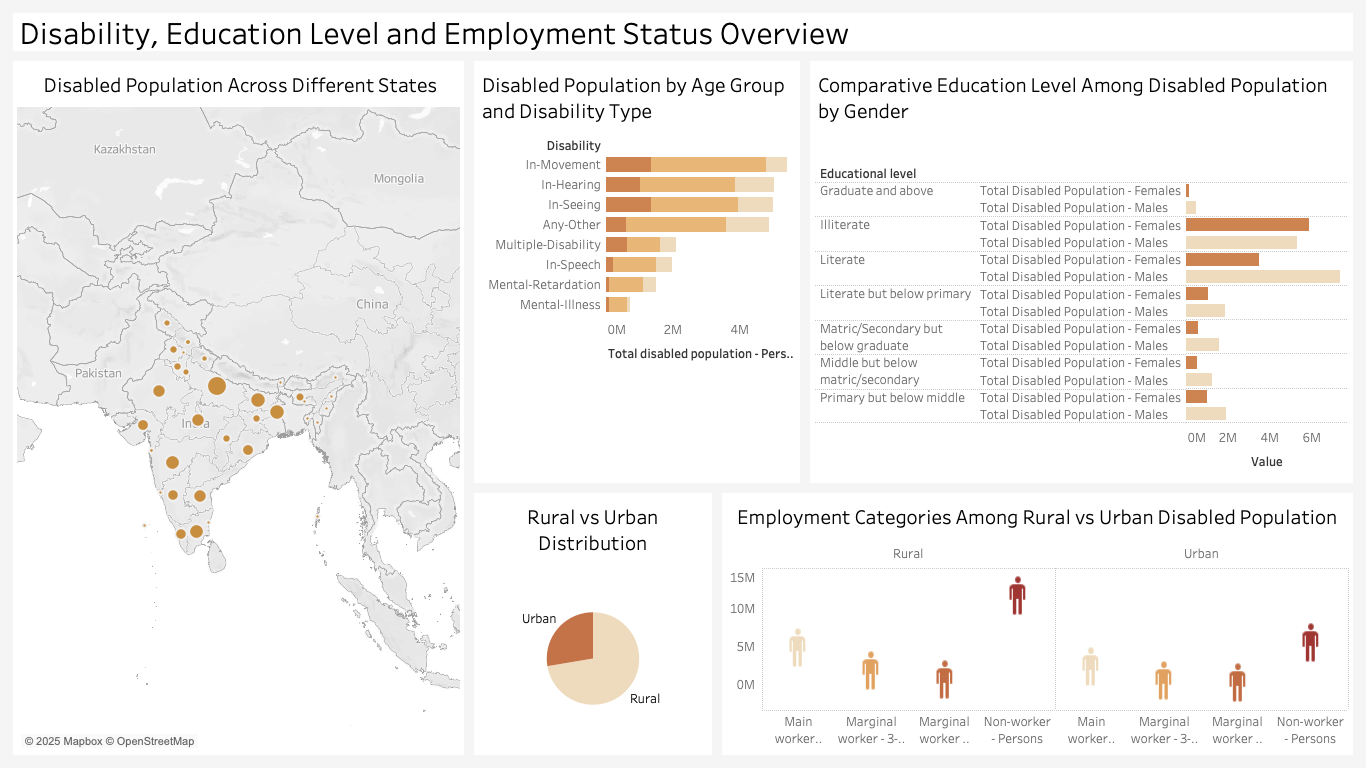 Disability, Education Level and Employment Status Overview
Disabled Population Across Different States
Kazakhstan
Mongolia
China
Pakistan
India
© 2025 Mapbox © OpenStreetMap
Disabled Population by Age Group
and Disability Type
Disability
In-Movement
In-Hearing
In-Seeing
Any-Other
Multiple-Disability
In-Speech
Mental-Retardation
Mental-Illness
0M 2M 4M
Total disabled population - Pers..
Comparative Education Level Among Disabled Population
by Gender
Educational level
Graduate and above Total Disabled Population - Females
Total Disabled Population - Males
Illiterate Total Disabled Population - Females
Total Disabled Population - Males
Literate Total Disabled Population - Females
Total Disabled Population - Males
Literate but below primary Total Disabled Population - Females
Total Disabled Population - Males
Matric/Secondary but Total Disabled Population - Females
below graduate Total Disabled Population - Males
Middle but below Total Disabled Population - Females
matric/secondary Total Disabled Population - Males
Primary but below middle Total Disabled Population - Females
Total Disabled Population - Males
0M 2M 4M 6M
Value
Rural vs Urban
Distribution
Urban
Rural
Employment Categories Among Rural vs Urban Disabled Population
Rural Urban
15M
10M
5M
0M
Main Marginal Marginal Non-worker Main Marginal Marginal Non-worker
worker.. worker - 3-.. worker .. - Persons worker.. worker - 3-.. worker .. - Persons